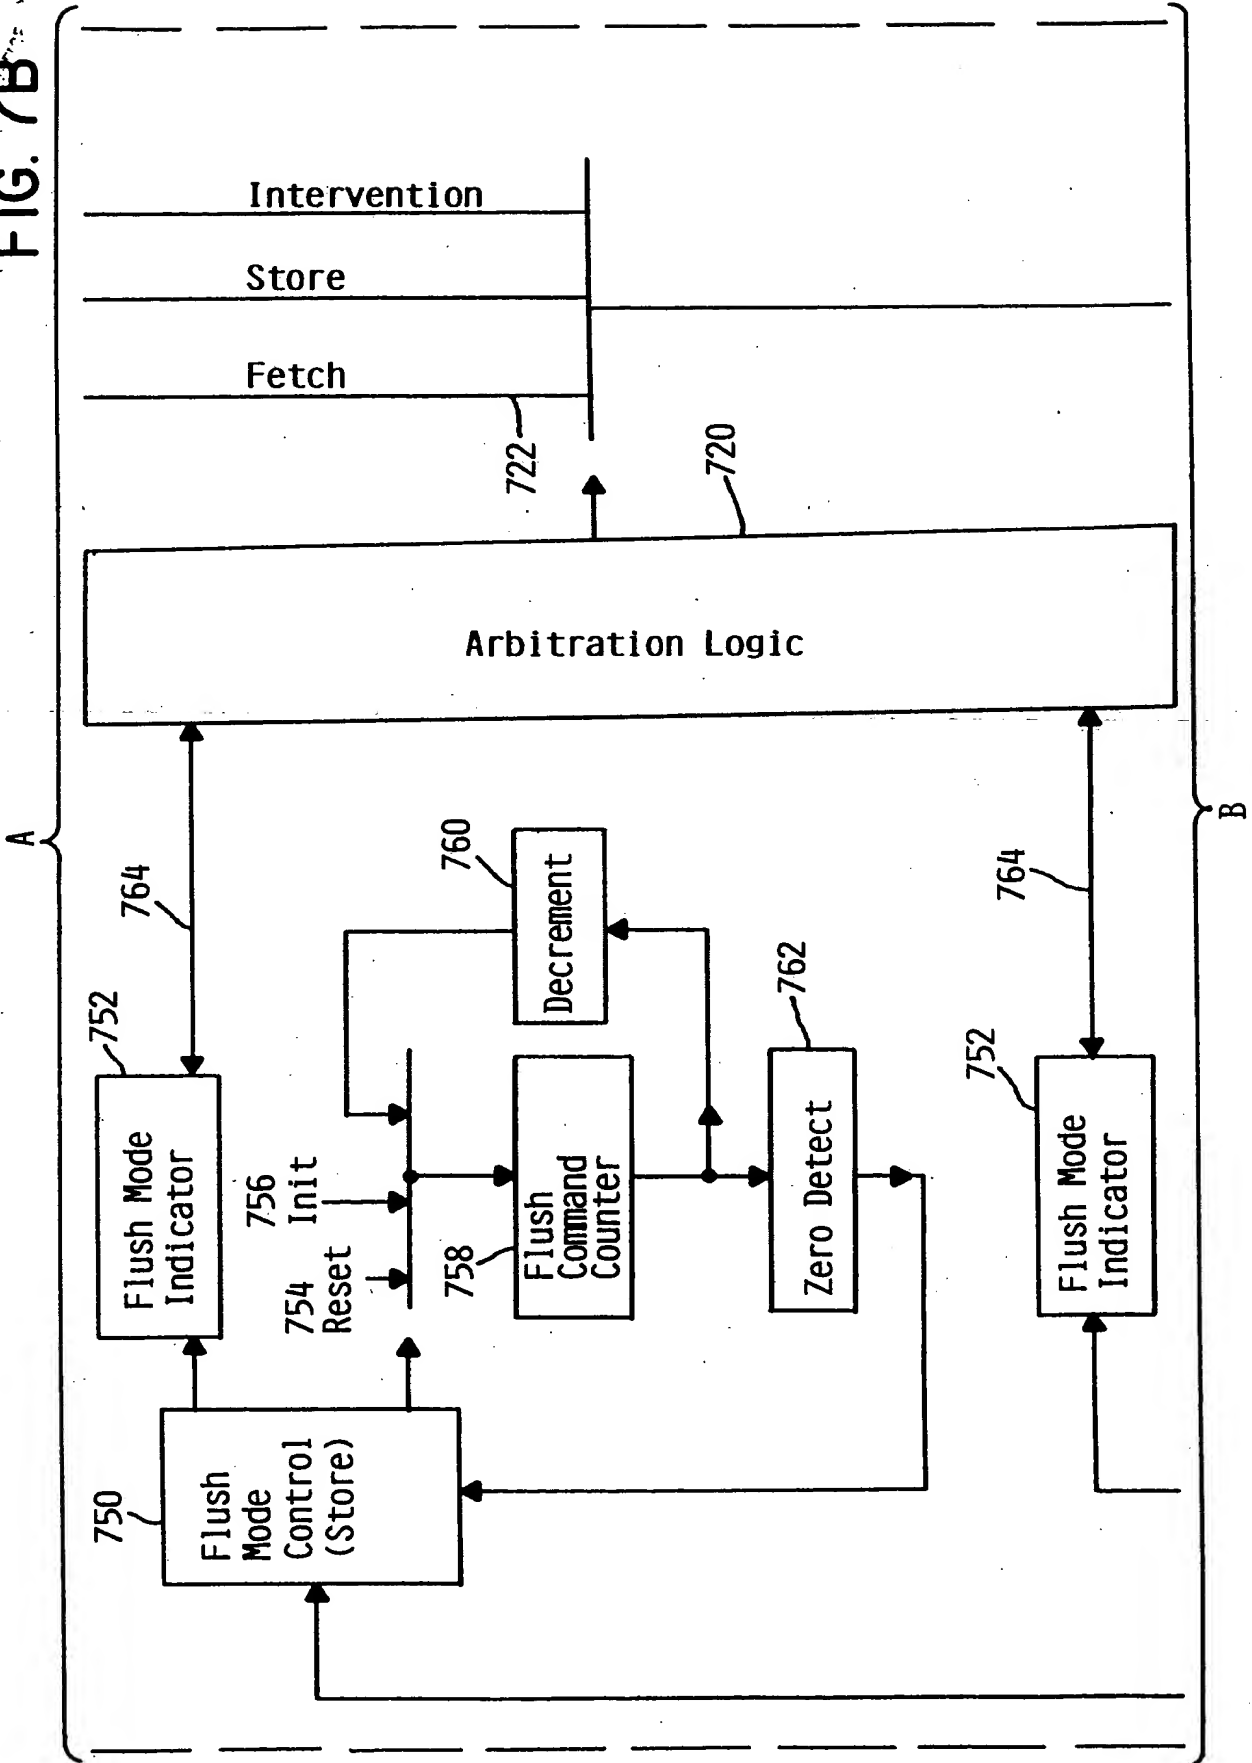 FIG. 7B
A
750
Flush
Mode
Control
(Store)
752
Flush Mode
Indicator
764
754
Reset
756
Init
758
Flush
Command
Counter
760
Decrement
762
Zero Detect
752
Flush Mode
Indicator
764
Arbitration Logic
720
722
Fetch
Store
Intervention
B